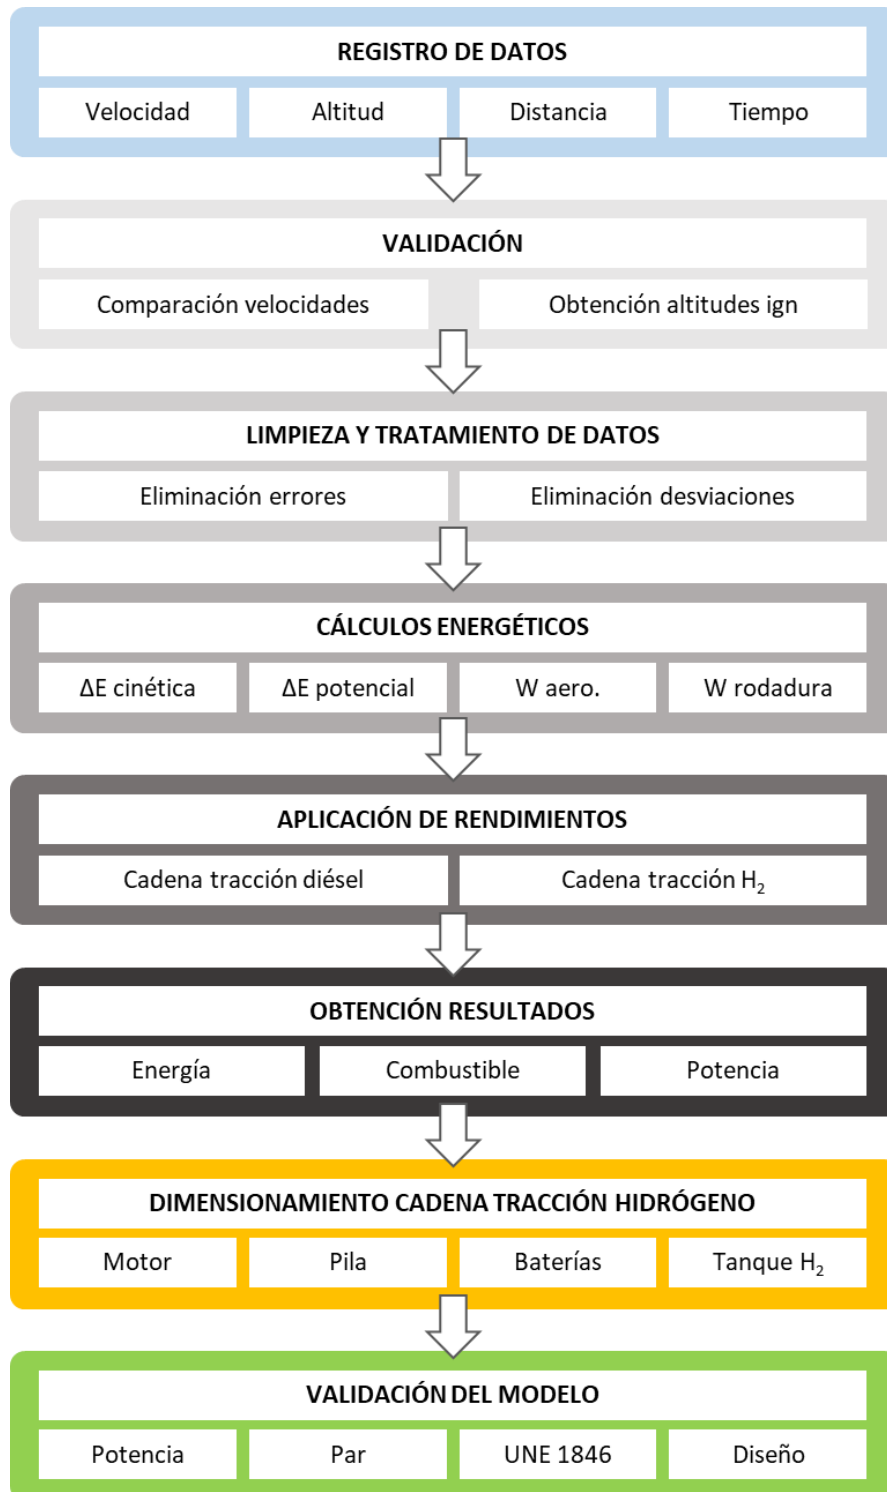 REGISTRO DE DATOS
Velocidad Altitud Distancia Tiempo
VALIDACIÓN
Comparación velocidades Obtención altitudes ign
LIMPIEZA Y TRATAMIENTO DE DATOS
Eliminación errores Eliminación desviaciones
CÁLCULOS ENERGÉTICOS
ΔE cinética ΔE potencial W aero. W rodadura
APLICACIÓN DE RENDIMIENTOS
Cadena tracción diésel Cadena tracción H₂
OBTENCIÓN RESULTADOS
Energía Combustible Potencia
DIMENSIONAMIENTO CADENA TRACCIÓN HIDRÓGENO
Motor Pila Baterías Tanque H₂
VALIDACIÓN DEL MODELO
Potencia Par UNE 1846 Diseño